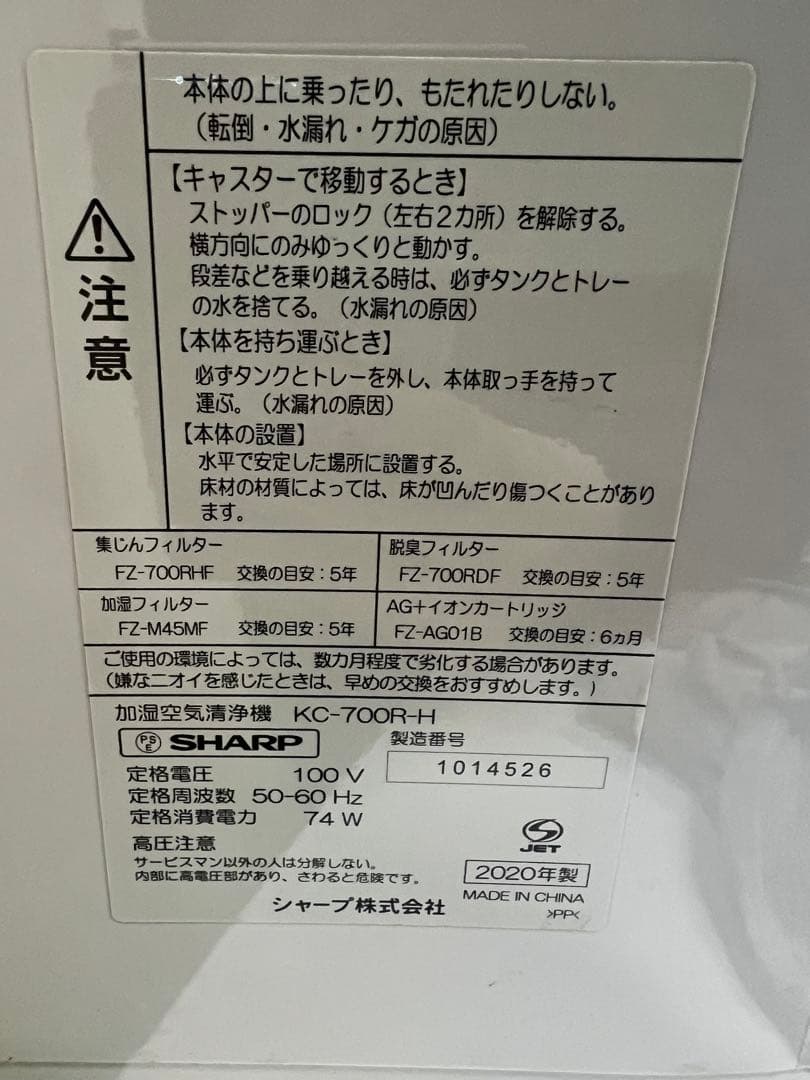 本体の上に乗ったり、もたれたりしない。
（転倒・水漏れ・ケガの原因）
注意
【キャスターで移動するとき】
ストッパーのロック（左右2カ所）を解除する。
横方向にのみゆっくりと動かす。
段差などを乗り越える時は、必ずタンクとトレー
の水を捨てる。（水漏れの原因）
【本体を持ち運ぶとき】
必ずタンクとトレーを外し、本体取っ手を持って
運ぶ。（水漏れの原因）
【本体の設置】
水平で安定した場所に設置する。
床材の材質によっては、床が凹んだり傷つくことがあり
ます。
集じんフィルター
FZ-700RHF 交換の目安：5年
脱臭フィルター
FZ-700RDF 交換の目安：5年
加湿フィルター
FZ-M45MF 交換の目安：5年
AG+イオンカートリッジ
FZ-AG01B 交換の目安：6ヵ月
ご使用の環境によっては、数カ月程度で劣化する場合があります。
（嫌なニオイを感じたときは、早めの交換をおすすめします。）
加湿空気清浄機 KC-700R-H
PSE SHARP
製造番号
1014526
定格電圧 100 V
定格周波数 50-60 Hz
定格消費電力 74 W
高圧注意
サービスマン以外の人は分解しない。
内部に高電圧部があり、さわると危険です。
JET
2020年製
MADE IN CHINA
>PP<
シャープ株式会社